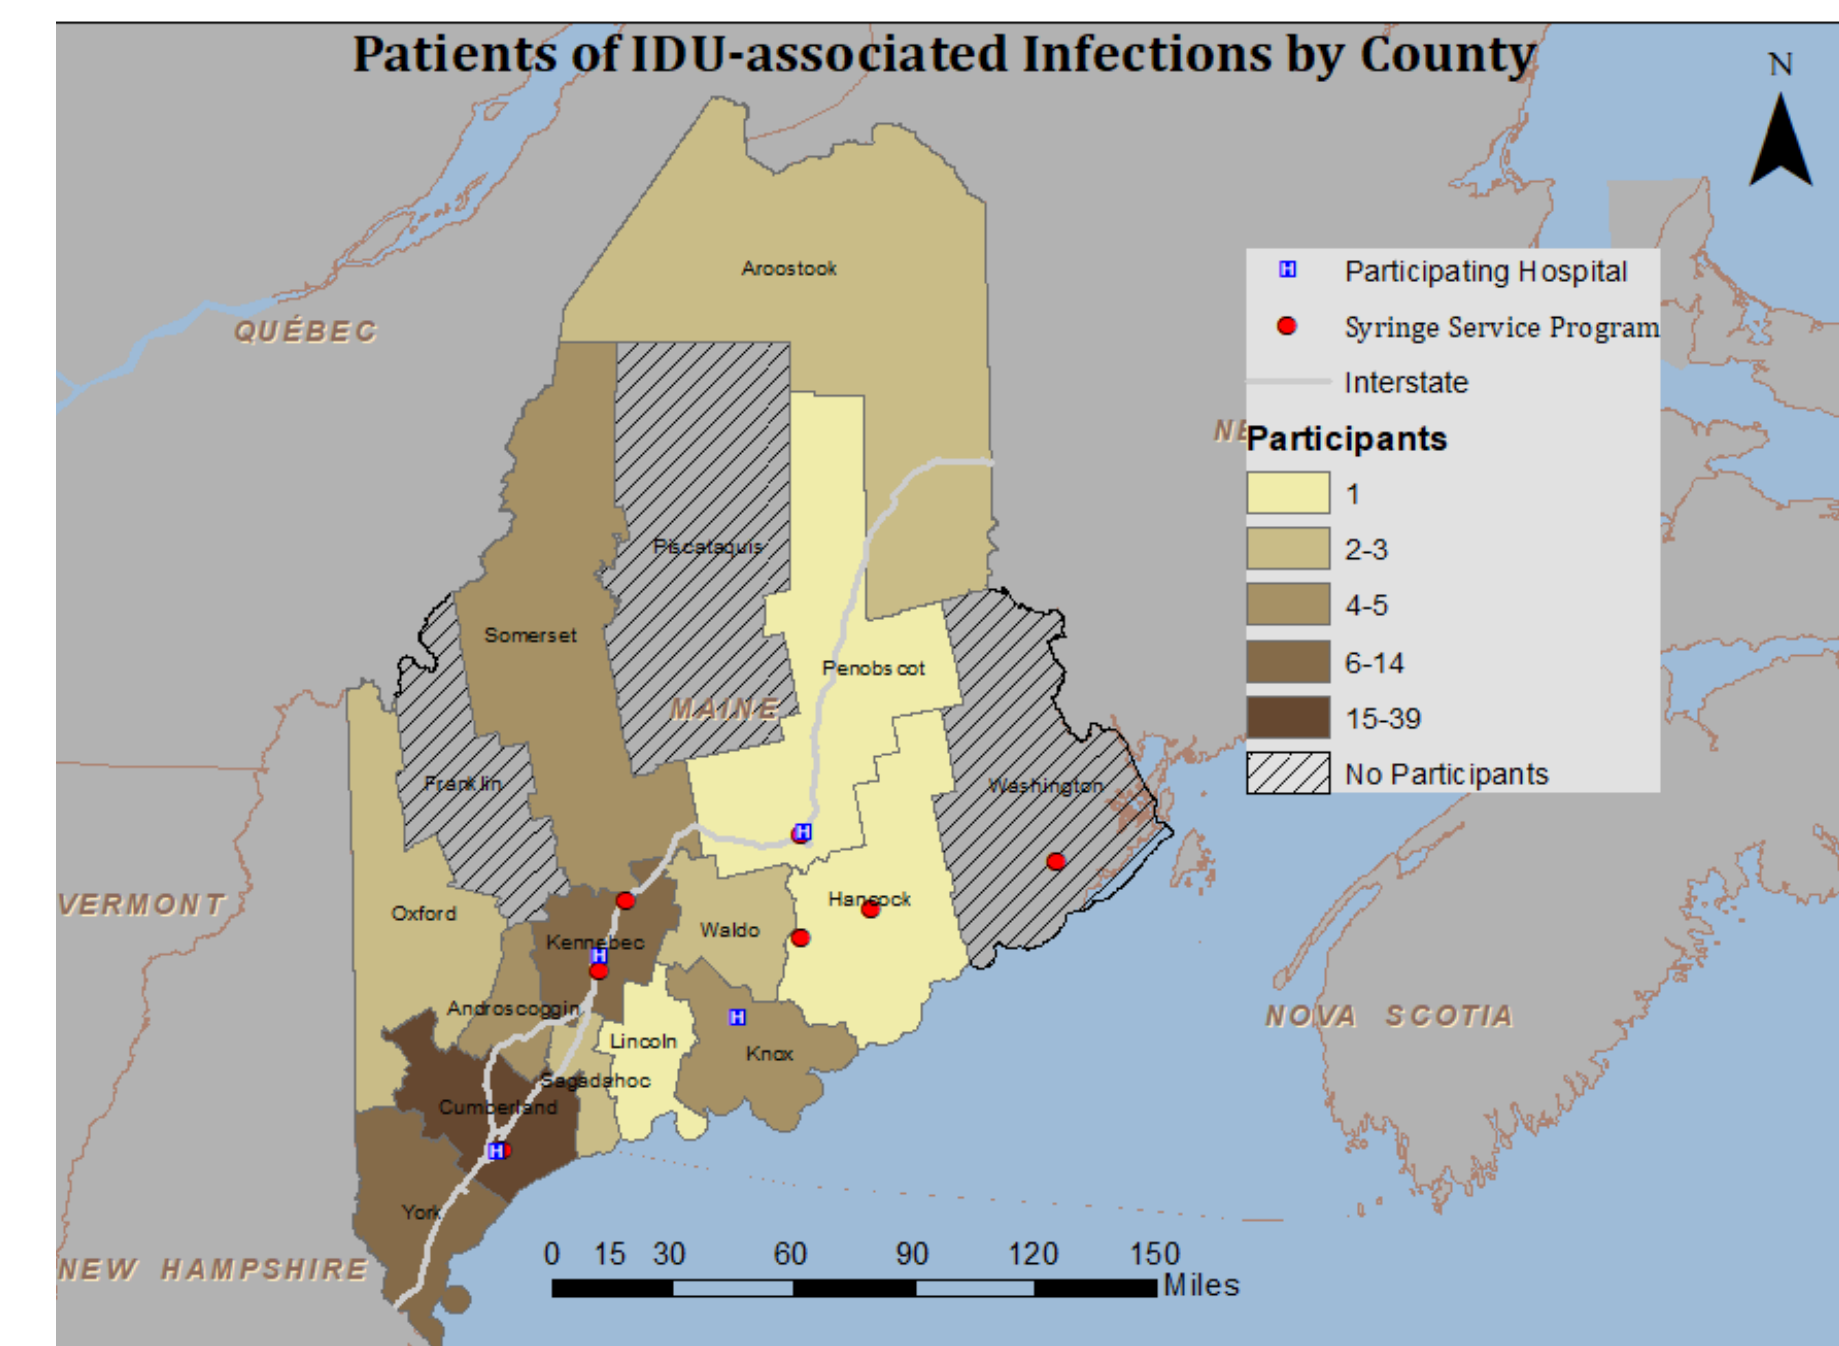 Patients of IDU-associated Infections by County
N
Participating Hospital
Syringe Service Program
Interstate
NE
Participants
1
2-3
4-5
6-14
15-39
No Participants
Aroostook
QUÉBEC
Piscataquis
Somerset
Penobscot
MAINE
Franklin
Washington
VERMONT
Oxford
Hancock
Waldo
Kennebec
Androscoggin
NOVA SCOTIA
Lincoln
Knox
Sagadahoc
Cumberland
York
NEW HAMPSHIRE
0 15 30 60 90 120 150
Miles
H
H
H
H
H